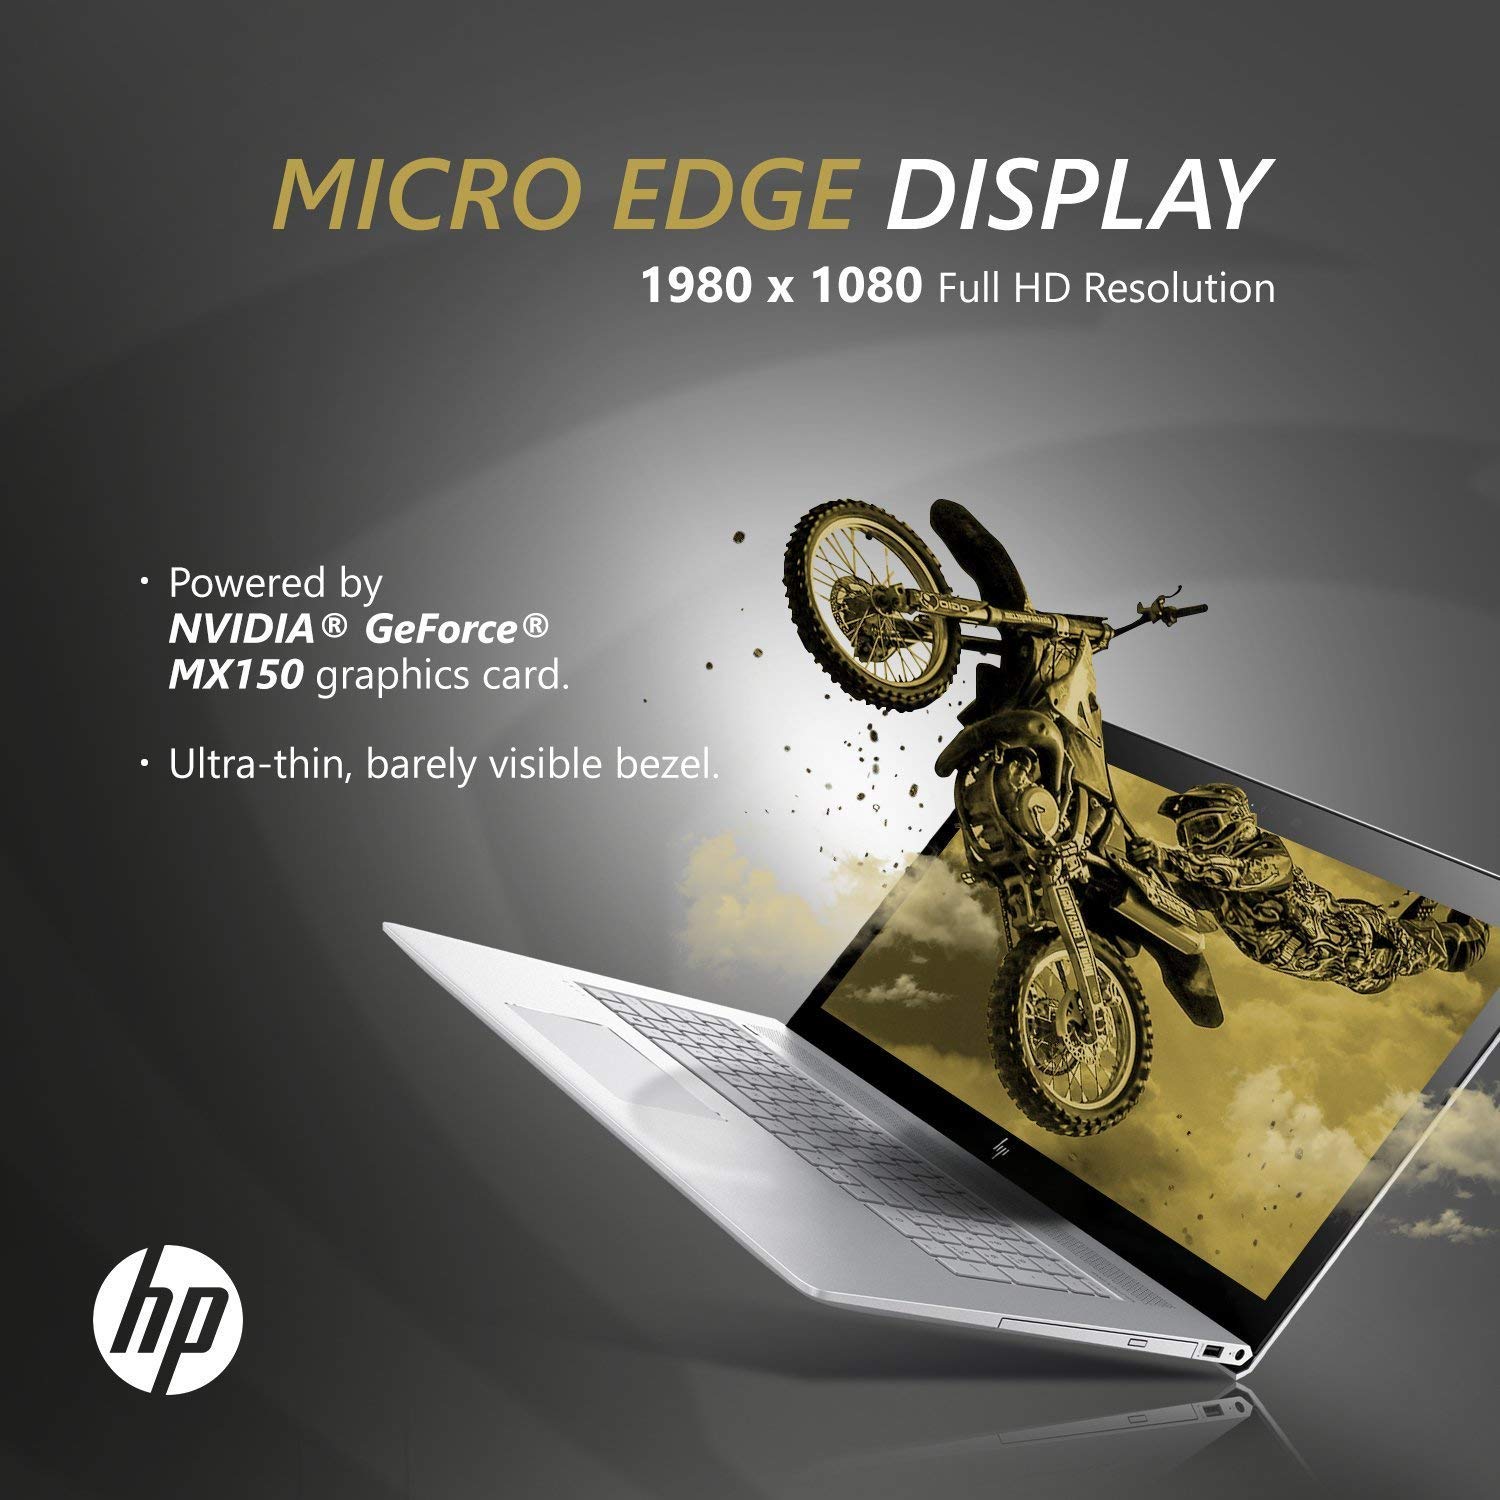 MICRO EDGE DISPLAY
1980 x 1080 Full HD Resolution
• Powered by
NVIDIA® GeForce®
MX150 graphics card.
• Ultra-thin, barely visible bezel.
hp
hp